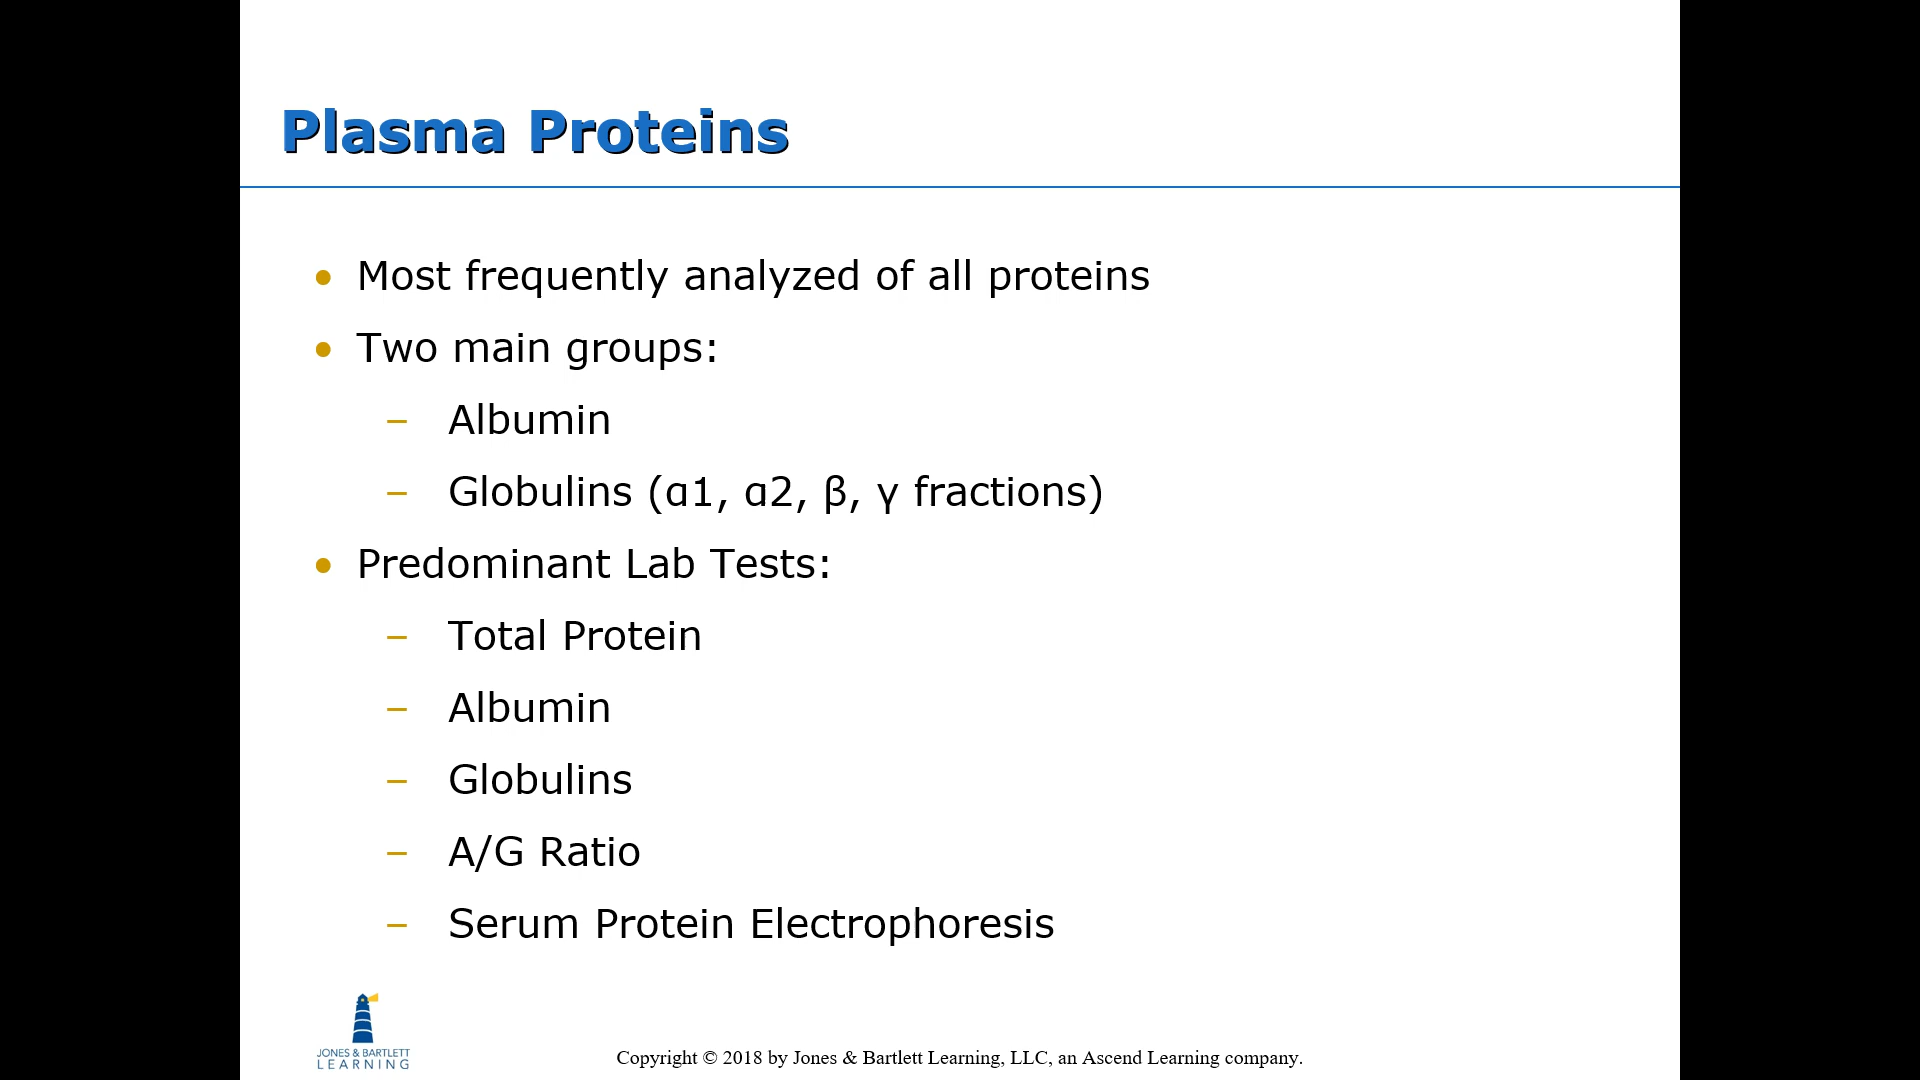 Plasma Proteins
• Most frequently analyzed of all proteins
• Two main groups:
– Albumin
– Globulins (α1, α2, β, γ fractions)
• Predominant Lab Tests:
– Total Protein
– Albumin
– Globulins
– A/G Ratio
– Serum Protein Electrophoresis
JONES & BARTLETT
LEARNING
Copyright © 2018 by Jones & Bartlett Learning, LLC, an Ascend Learning company.